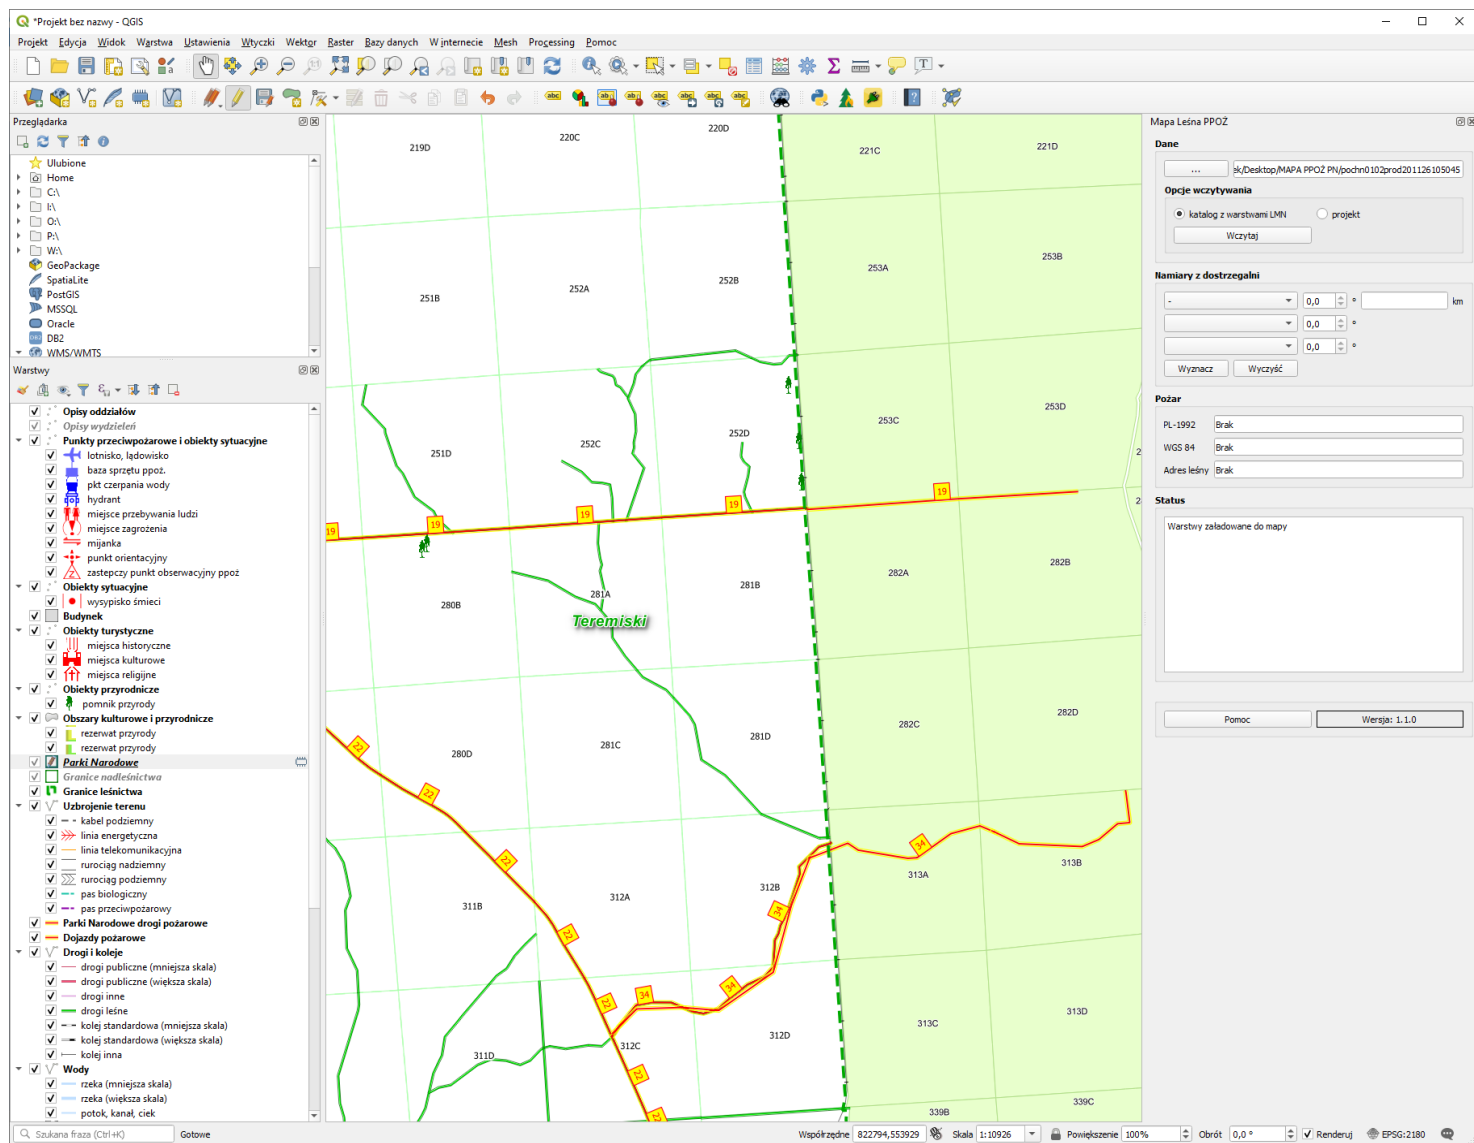 *Projekt bez nazwy - QGIS
Projekt Edycja Widok Warstwa Ustawienia Wtyczki Wektor Raster Bazy danych W internecie Mesh Processing Pomoc
Przeglądarka
Ulubione
Home
C:\
I:\
O:\
P:\
W:\
GeoPackage
SpatiaLite
PostGIS
MSSQL
Oracle
DB2
WMS/WMTS
Warstwy
Opisy oddziałów
Opisy wydzieleń
Punkty przeciwpożarowe i obiekty sytuacyjne
lotnisko, lądowisko
baza sprzętu ppoż.
pkt czerpania wody
hydrant
miejsce przebywania ludzi
miejsce zagrożenia
mijanka
punkt orientacyjny
zastępczy punkt obserwacyjny ppoż
Obiekty sytuacyjne
wysypisko śmieci
Budynek
Obiekty turystyczne
miejsca historyczne
miejsca kulturowe
miejsca religijne
Obiekty przyrodnicze
pomnik przyrody
Obszary kulturowe i przyrodnicze
rezerwat przyrody
rezerwat przyrody
Parki Narodowe
Granice nadleśnictwa
Granice leśnictwa
Uzbrojenie terenu
kabel podziemny
linia energetyczna
linia telekomunikacyjna
rurociąg nadziemny
rurociąg podziemny
pas biologiczny
pas przeciwpożarowy
Parki Narodowe drogi pożarowe
Dojazdy pożarowe
Drogi i koleje
drogi publiczne (mniejsza skala)
drogi publiczne (większa skala)
drogi inne
drogi leśne
kolej standardowa (mniejsza skala)
kolej standardowa (większa skala)
kolej inna
Wody
rzeka (mniejsza skala)
rzeka (większa skala)
potok, kanał, ciek
219D 220C 220D 221C 221D
251B 252A 252B 253A 253B
251D 252C 252D 253C 253D
19 19 19 19 19
280B 281A 281B 282A 282B
Teremiski
280D 281C 281D 282C 282D
22 22 22 22 22 22 22
34 34 34 34
311B 312A 312B 313A 313B
311D 312C 312D 313C 313D
339B 339C
Mapa Leśna PPOŻ
Dane
... ek/Desktop/MAPA PPOŻ PN/pochn0102prod201126105045
Opcje wczytywania
katalog z warstwami LMN projekt
Wczytaj
Namiary z dostrzegalni
- 0,0 ° km
0,0 °
0,0 °
Wyznacz Wyczyść
Pożar
PL-1992 Brak
WGS 84 Brak
Adres leśny Brak
Status
Warstwy załadowane do mapy
Pomoc Wersja: 1.1.0
Szukana fraza (Ctrl+K) Gotowe Współrzędne 822794,553929 Skala 1:10926 Powiększenie 100% Obrót 0,0 ° Renderuj EPSG:2180